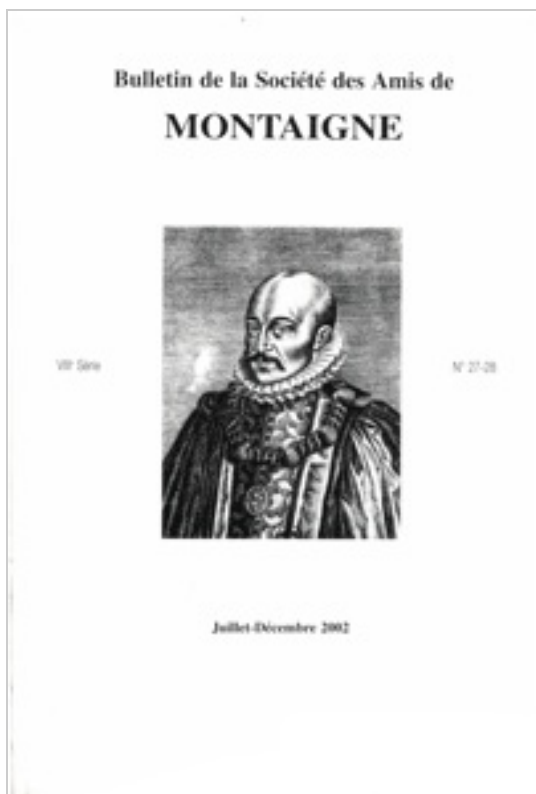 Bulletin de la Société des Amis de
MONTAIGNE
VIIIe Série
N° 27-28
Juillet-Décembre 2002